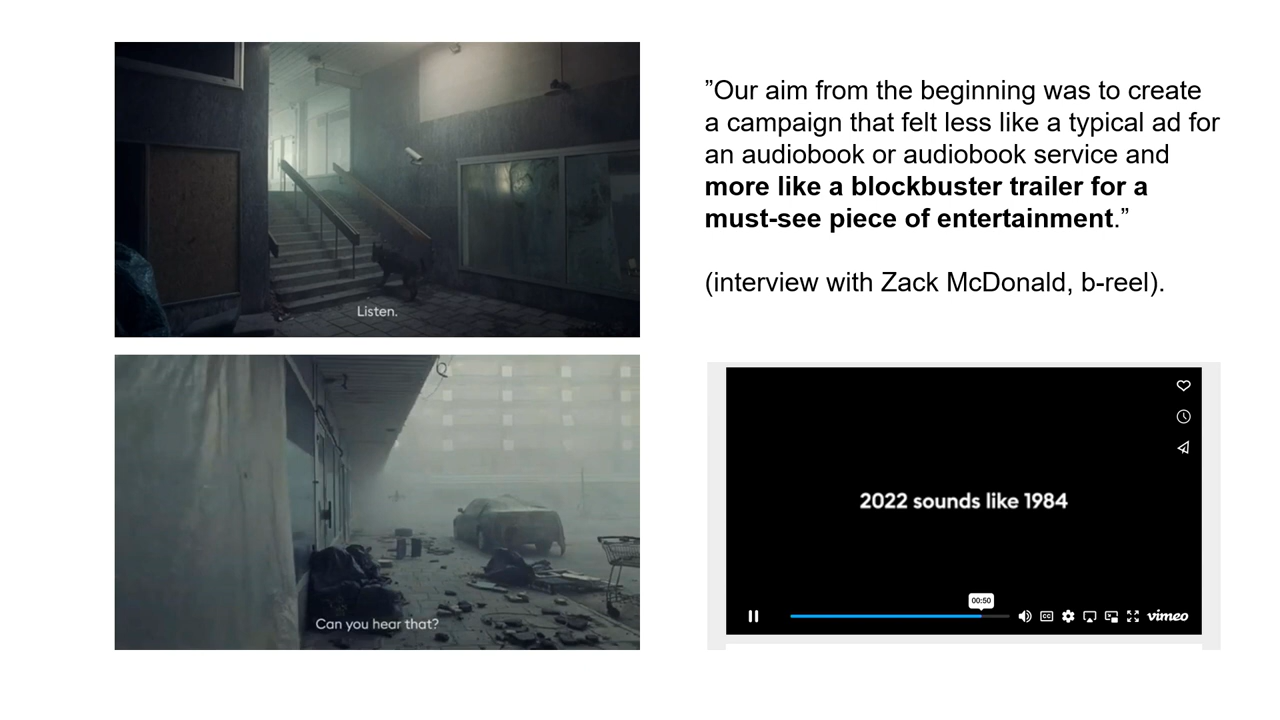 Listen.
Can you hear that?
”Our aim from the beginning was to create
a campaign that felt less like a typical ad for
an audiobook or audiobook service and
more like a blockbuster trailer for a
must-see piece of entertainment.”
(interview with Zack McDonald, b-reel).
2022 sounds like 1984
00:50
CC
vimeo